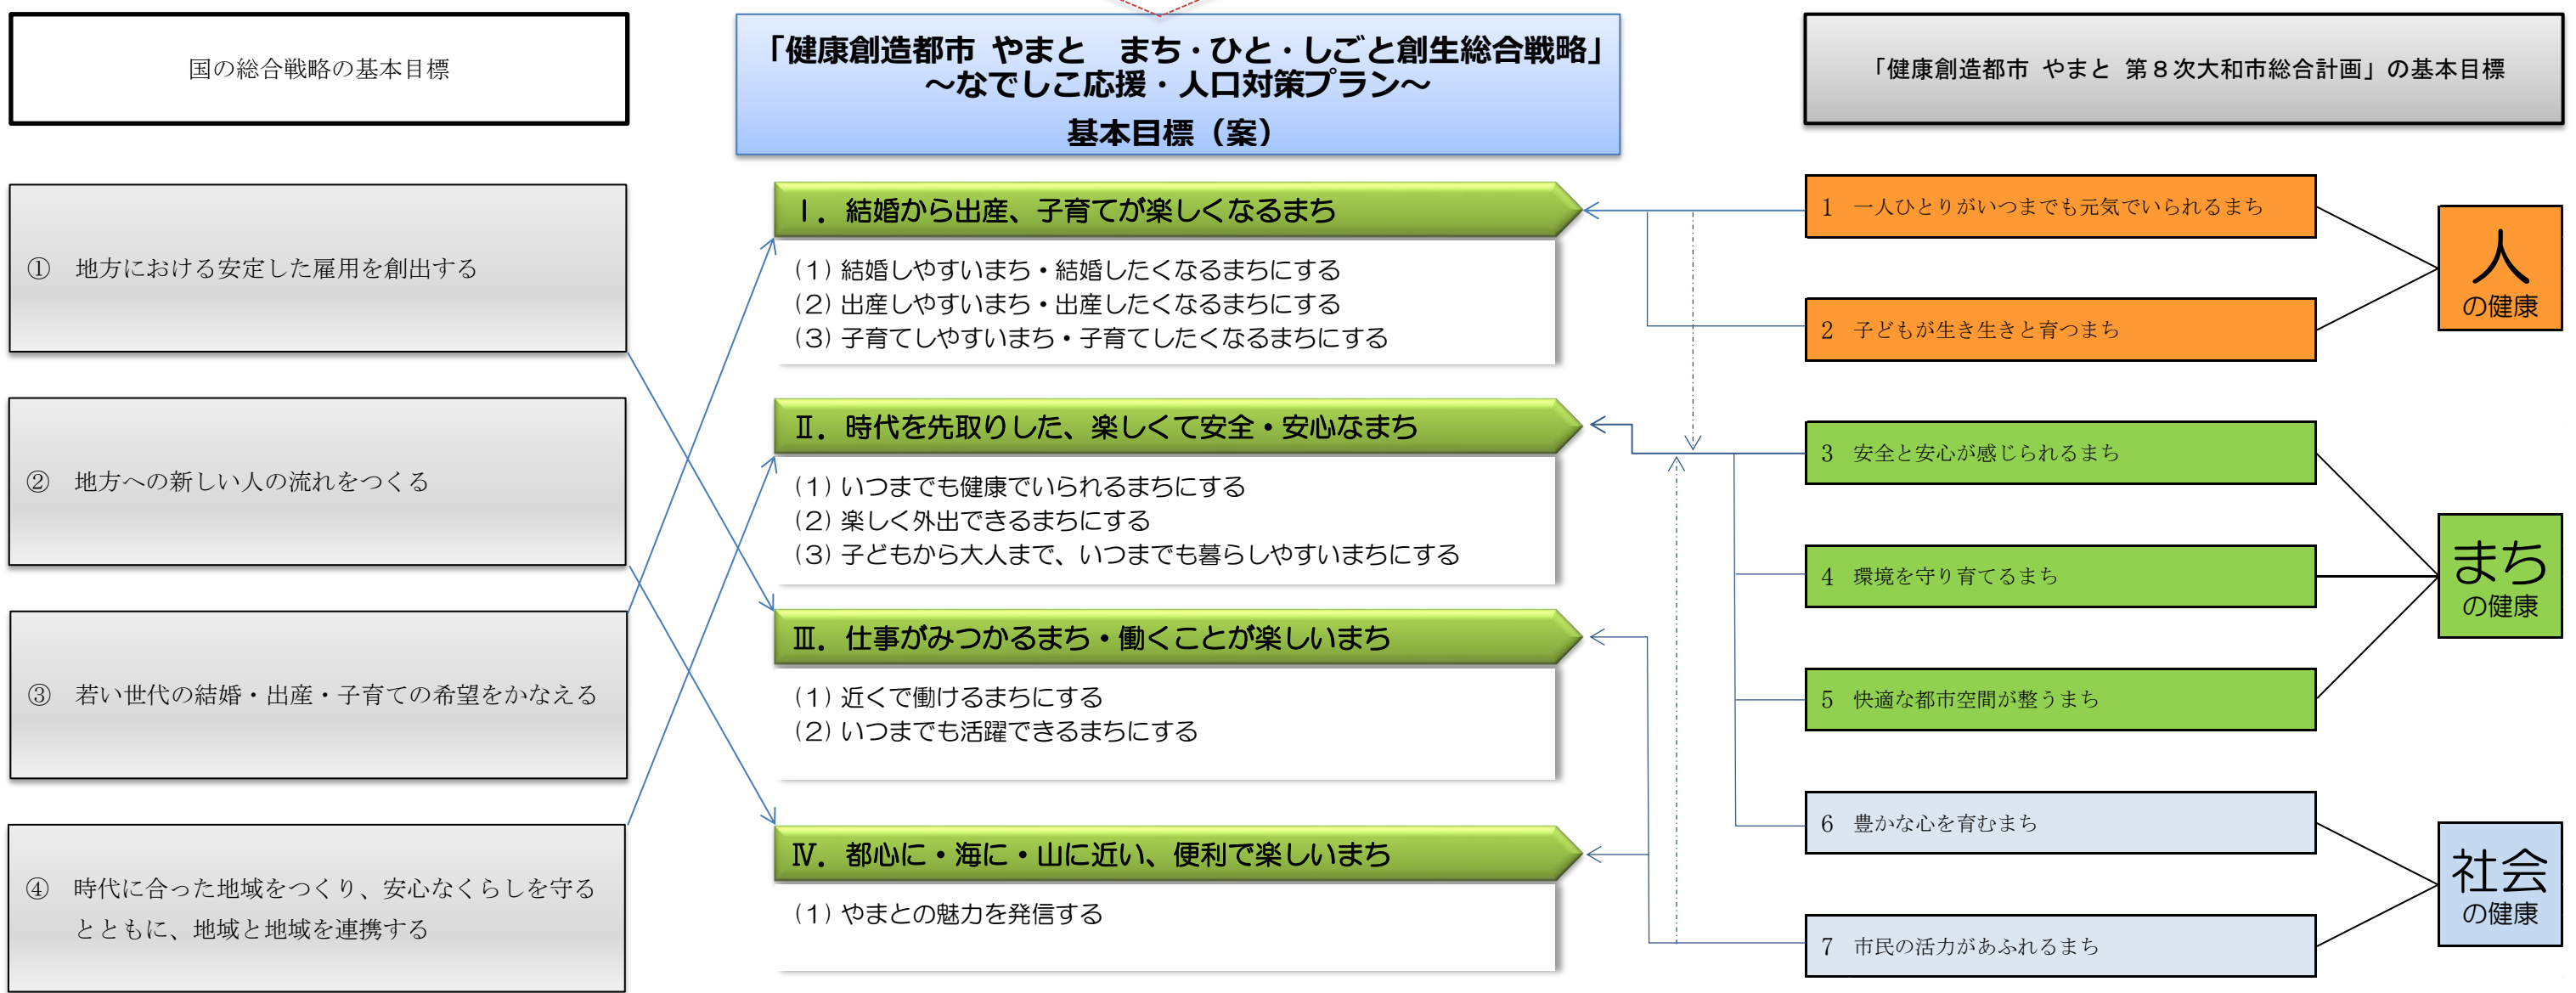 国の総合戦略の基本目標
① 地方における安定した雇用を創出する
② 地方への新しい人の流れをつくる
③ 若い世代の結婚・出産・子育ての希望をかなえる
④ 時代に合った地域をつくり、安心なくらしを守る
とともに、地域と地域を連携する
「健康創造都市 やまと まち・ひと・しごと創生総合戦略」
～なでしこ応援・人口対策プラン～
基本目標（案）
Ⅰ．結婚から出産、子育てが楽しくなるまち
(1) 結婚しやすいまち・結婚したくなるまちにする
(2) 出産しやすいまち・出産したくなるまちにする
(3) 子育てしやすいまち・子育てしたくなるまちにする
Ⅱ．時代を先取りした、楽しくて安全・安心なまち
(1) いつまでも健康でいられるまちにする
(2) 楽しく外出できるまちにする
(3) 子どもから大人まで、いつまでも暮らしやすいまちにする
Ⅲ．仕事がみつかるまち・働くことが楽しいまち
(1) 近くで働けるまちにする
(2) いつまでも活躍できるまちにする
Ⅳ．都心に・海に・山に近い、便利で楽しいまち
(1) やまとの魅力を発信する
「健康創造都市 やまと 第８次大和市総合計画」の基本目標
1 一人ひとりがいつまでも元気でいられるまち
2 子どもが生き生きと育つまち
3 安全と安心が感じられるまち
4 環境を守り育てるまち
5 快適な都市空間が整うまち
6 豊かな心を育むまち
7 市民の活力があふれるまち
人
の健康
まち
の健康
社会
の健康